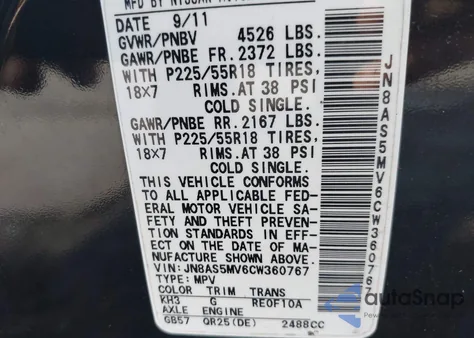 DATE 9/11
GVWR/PNBV 4526 LBS.
GAWR/PNBE FR. 2372 LBS.
WITH P225/55R18 TIRES,
18X7 RIMS. AT 38 PSI
COLD SINGLE.
GAWR/PNBE RR. 2167 LBS.
WITH P225/55R18 TIRES,
18X7 RIMS. AT 38 PSI
COLD SINGLE.
THIS VEHICLE CONFORMS
TO ALL APPLICABLE FED-
ERAL MOTOR VEHICLE SA-
FETY AND THEFT PREVEN-
TION STANDARDS IN EFF-
ECT ON THE DATE OF MA-
NUFACTURE SHOWN ABOVE.
VIN:JN8AS5MV6CW360767
TYPE: MPV
COLOR TRIM TRANS
KH3 G RE0F10A
AXLE ENGINE
GB57 QR25(DE) 2488CC
JN8AS5MV6CW360767
autoSnap
Powered by AutoBidMaster